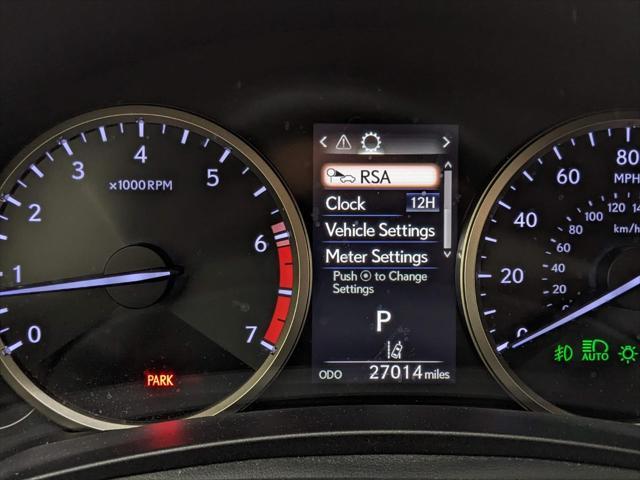 4
3
5
×1000RPM
2
6
1
0
7
PARK
< >
RSA
Clock 12H
Vehicle Settings
Meter Settings
Push to Change
Settings
P
ODO 27014 miles
80
60
MPH
40
100 120
80
km/h
60
20
40
20
0
AUTO